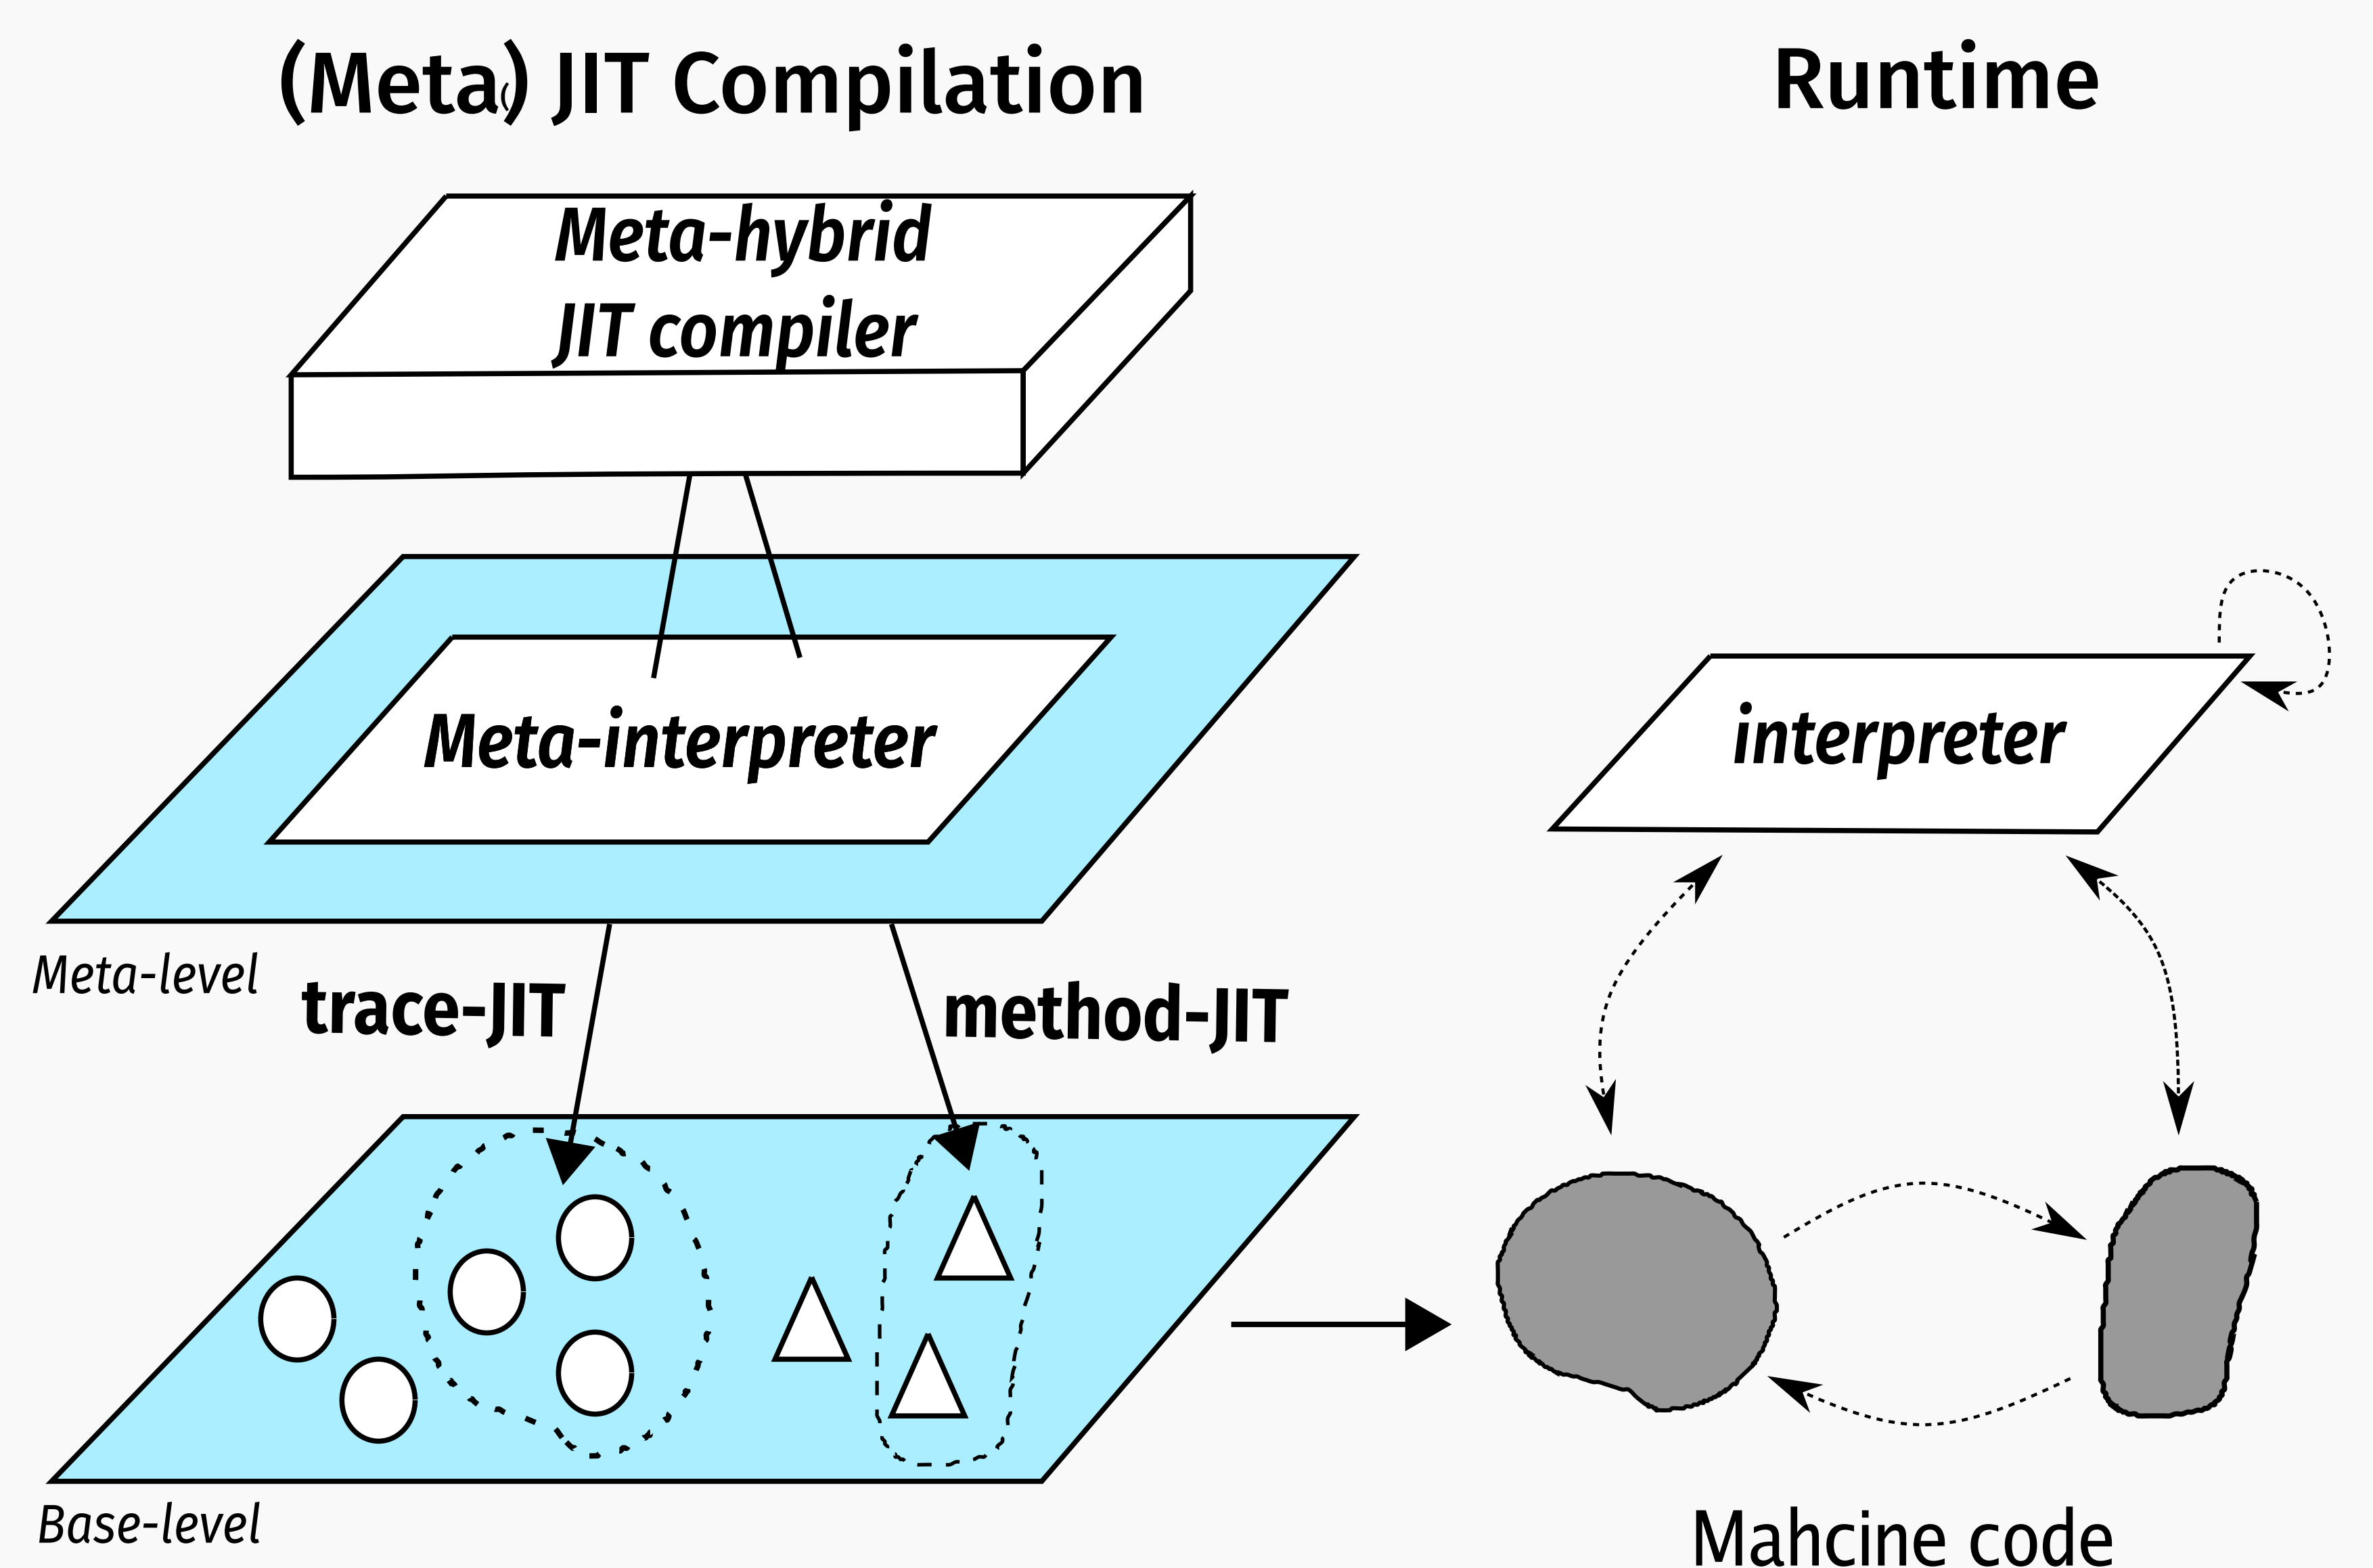 (Meta() JIT Compilation
Runtime
Meta-hybrid
JIT compiler
Meta-interpreter
interpreter
Meta-level
trace-JIT
method-JIT
Base-level
Mahcine code